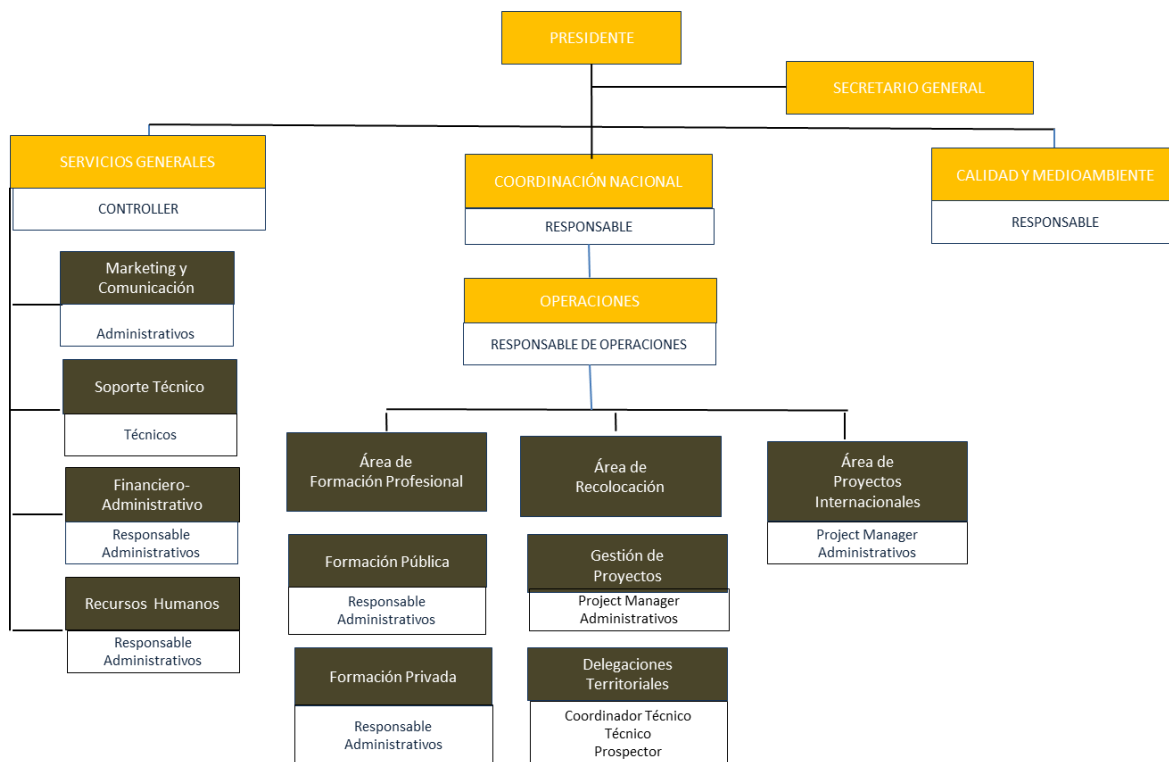 PRESIDENTE
SECRETARIO GENERAL
SERVICIOS GENERALES
CONTROLLER
Marketing y
Comunicación
Administrativos
Soporte Técnico
Técnicos
Financiero-
Administrativo
Responsable
Administrativos
Recursos Humanos
Responsable
Administrativos
COORDINACIÓN NACIONAL
RESPONSABLE
OPERACIONES
RESPONSABLE DE OPERACIONES
Área de
Formación Profesional
Formación Pública
Responsable
Administrativos
Formación Privada
Responsable
Administrativos
Área de
Recolocación
Gestión de
Proyectos
Project Manager
Administrativos
Delegaciones
Territoriales
Coordinador Técnico
Técnico
Prospector
Área de
Proyectos
Internacionales
Project Manager
Administrativos
CALIDAD Y MEDIOAMBIENTE
RESPONSABLE